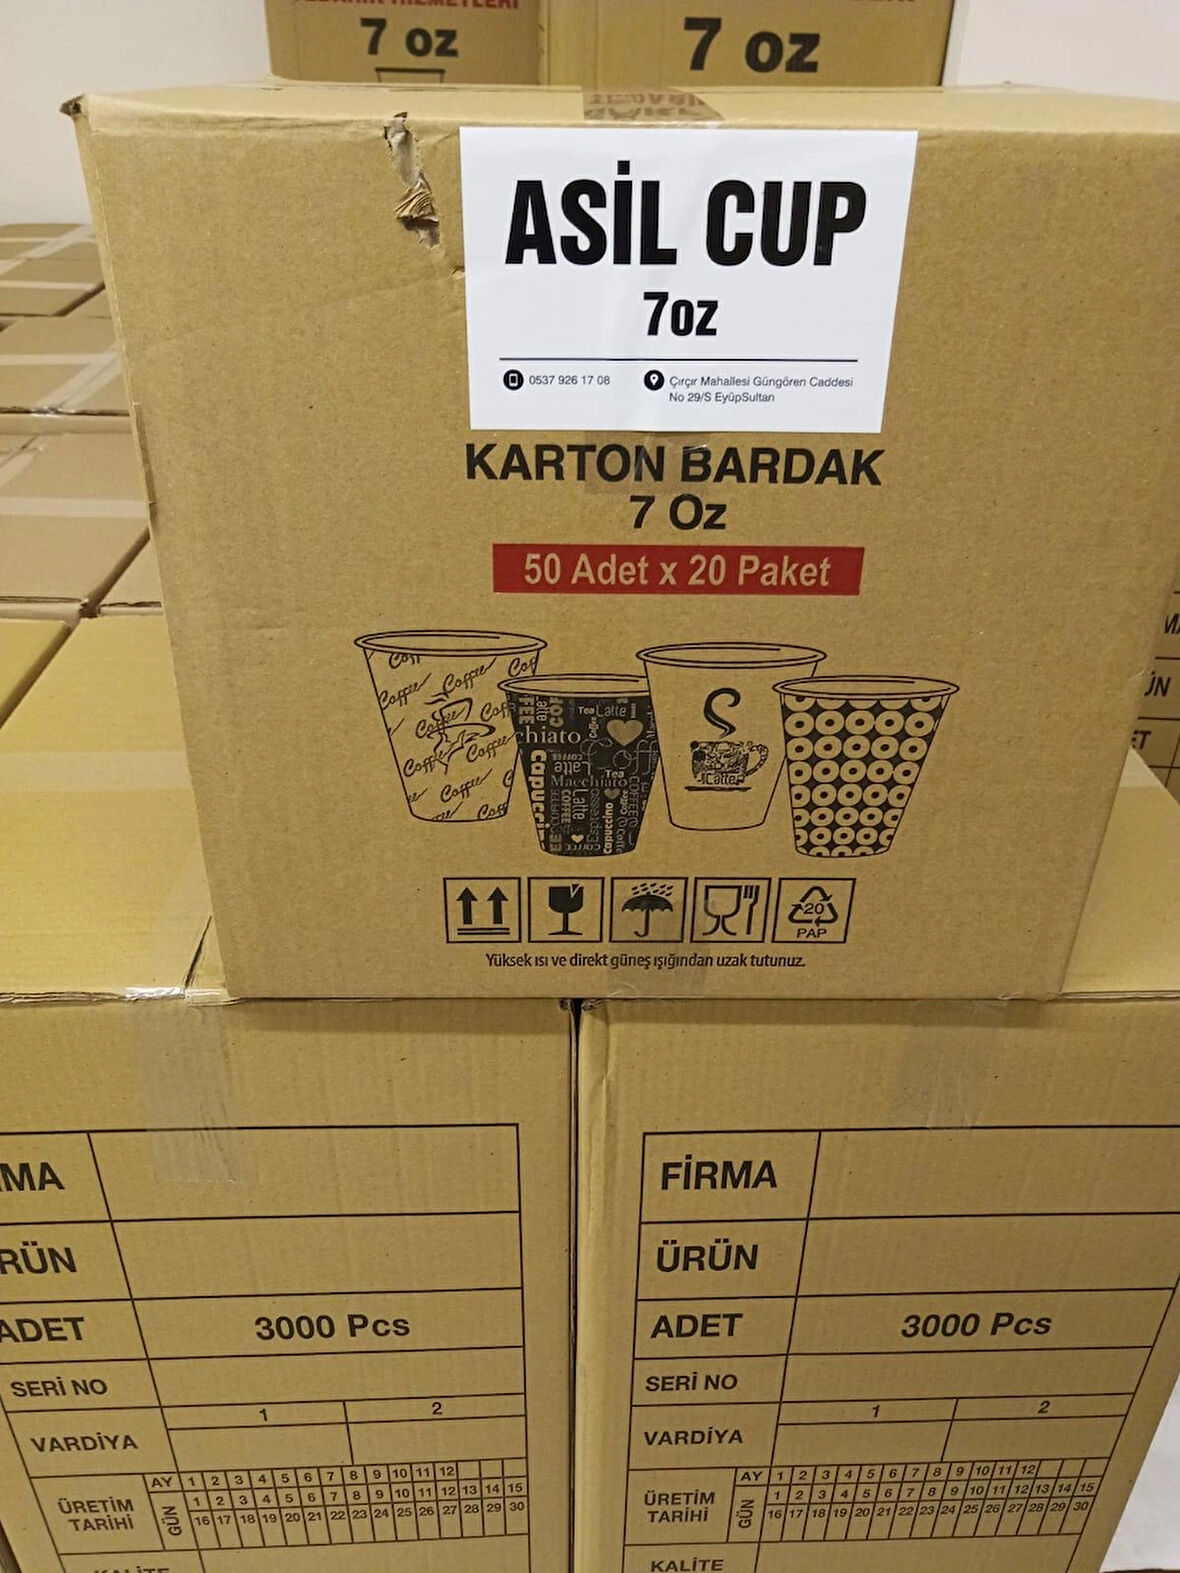 7 oz
7 oz
ASİL CUP
7oz
0537 926 17 08
Çırçır Mahallesi Güngören Caddesi
No 29/S EyüpSultan
KARTON BARDAK
7 Oz
50 Adet x 20 Paket
Coffee Coffee
Coffee Coffee
Coffee Coffee
Tea Latte
Macchiato
Cappuccino
Latte
20
PAP
Yüksek ısı ve direkt güneş ışığından uzak tutunuz.
MA
RÜN
ADET 3000 Pcs
SERİ NO
VARDİYA 1 2
ÜRETİM TARİHİ
AY 1 2 3 4 5 6 7 8 9 10 11 12
GÜN 1 2 3 4 5 6 7 8 9 10 11 12 13 14 15
16 17 18 19 20 21 22 23 24 25 26 27 28 29 30
FİRMA
ÜRÜN
ADET 3000 Pcs
SERİ NO
VARDİYA 1 2
ÜRETİM TARİHİ
AY 1 2 3 4 5 6 7 8 9 10 11 12
GÜN 1 2 3 4 5 6 7 8 9 10 11 12 13 14 15
16 17 18 19 20 21 22 23 24 25 26 27 28 29 30
KALİTE